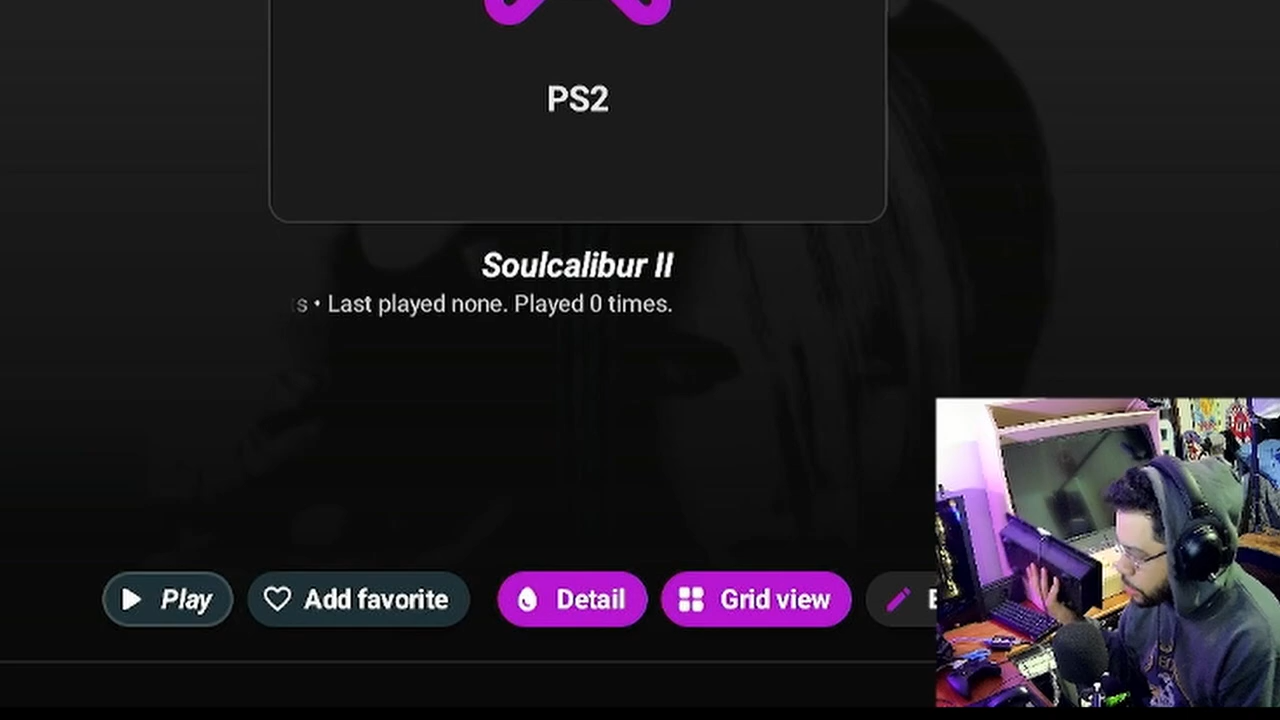 PS2
Soulcalibur II
s • Last played none. Played 0 times.
Play
Add favorite
Detail
Grid view